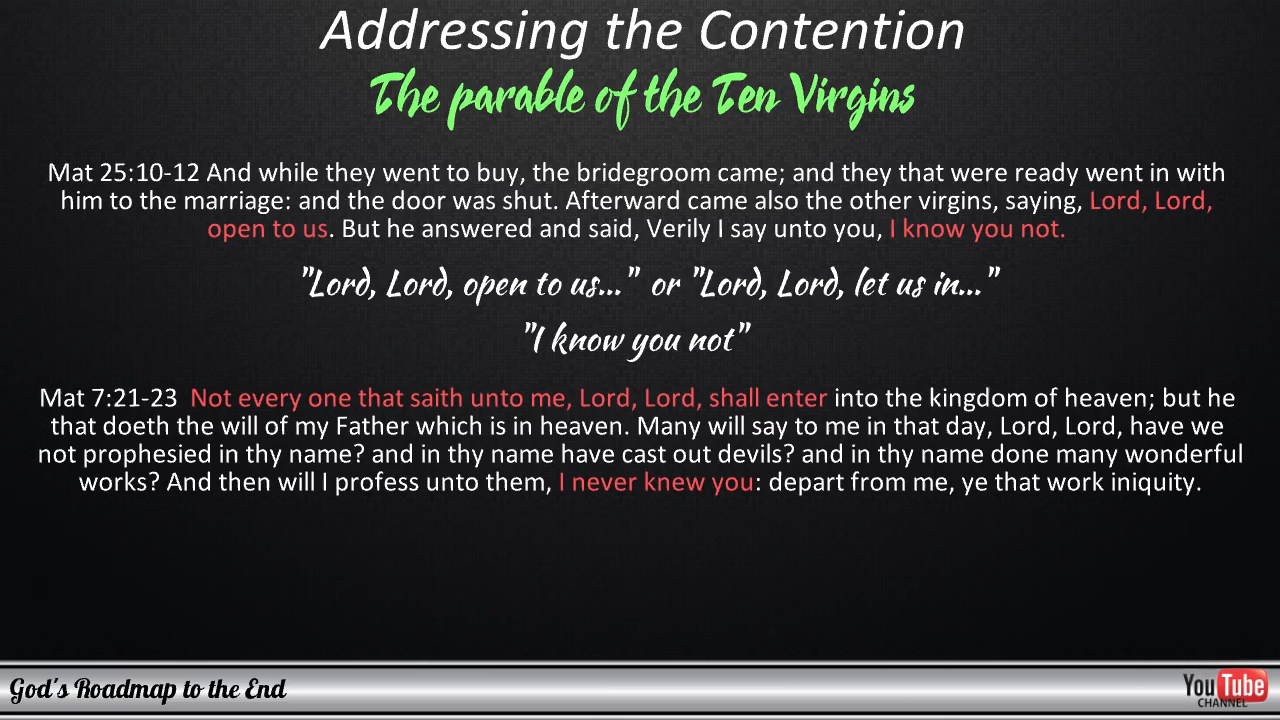 Addressing the Contention
The parable of the Ten Virgins
Mat 25:10-12 And while they went to buy, the bridegroom came; and they that were ready went in with
him to the marriage: and the door was shut. Afterward came also the other virgins, saying, Lord, Lord,
open to us. But he answered and said, Verily I say unto you, I know you not.
"Lord, Lord, open to us..." or "Lord, Lord, let us in..."
"I know you not"
Mat 7:21-23 Not every one that saith unto me, Lord, Lord, shall enter into the kingdom of heaven; but he
that doeth the will of my Father which is in heaven. Many will say to me in that day, Lord, Lord, have we
not prophesied in thy name? and in thy name have cast out devils? and in thy name done many wonderful
works? And then will I profess unto them, I never knew you: depart from me, ye that work iniquity.
God's Roadmap to the End
YouTube
CHANNEL